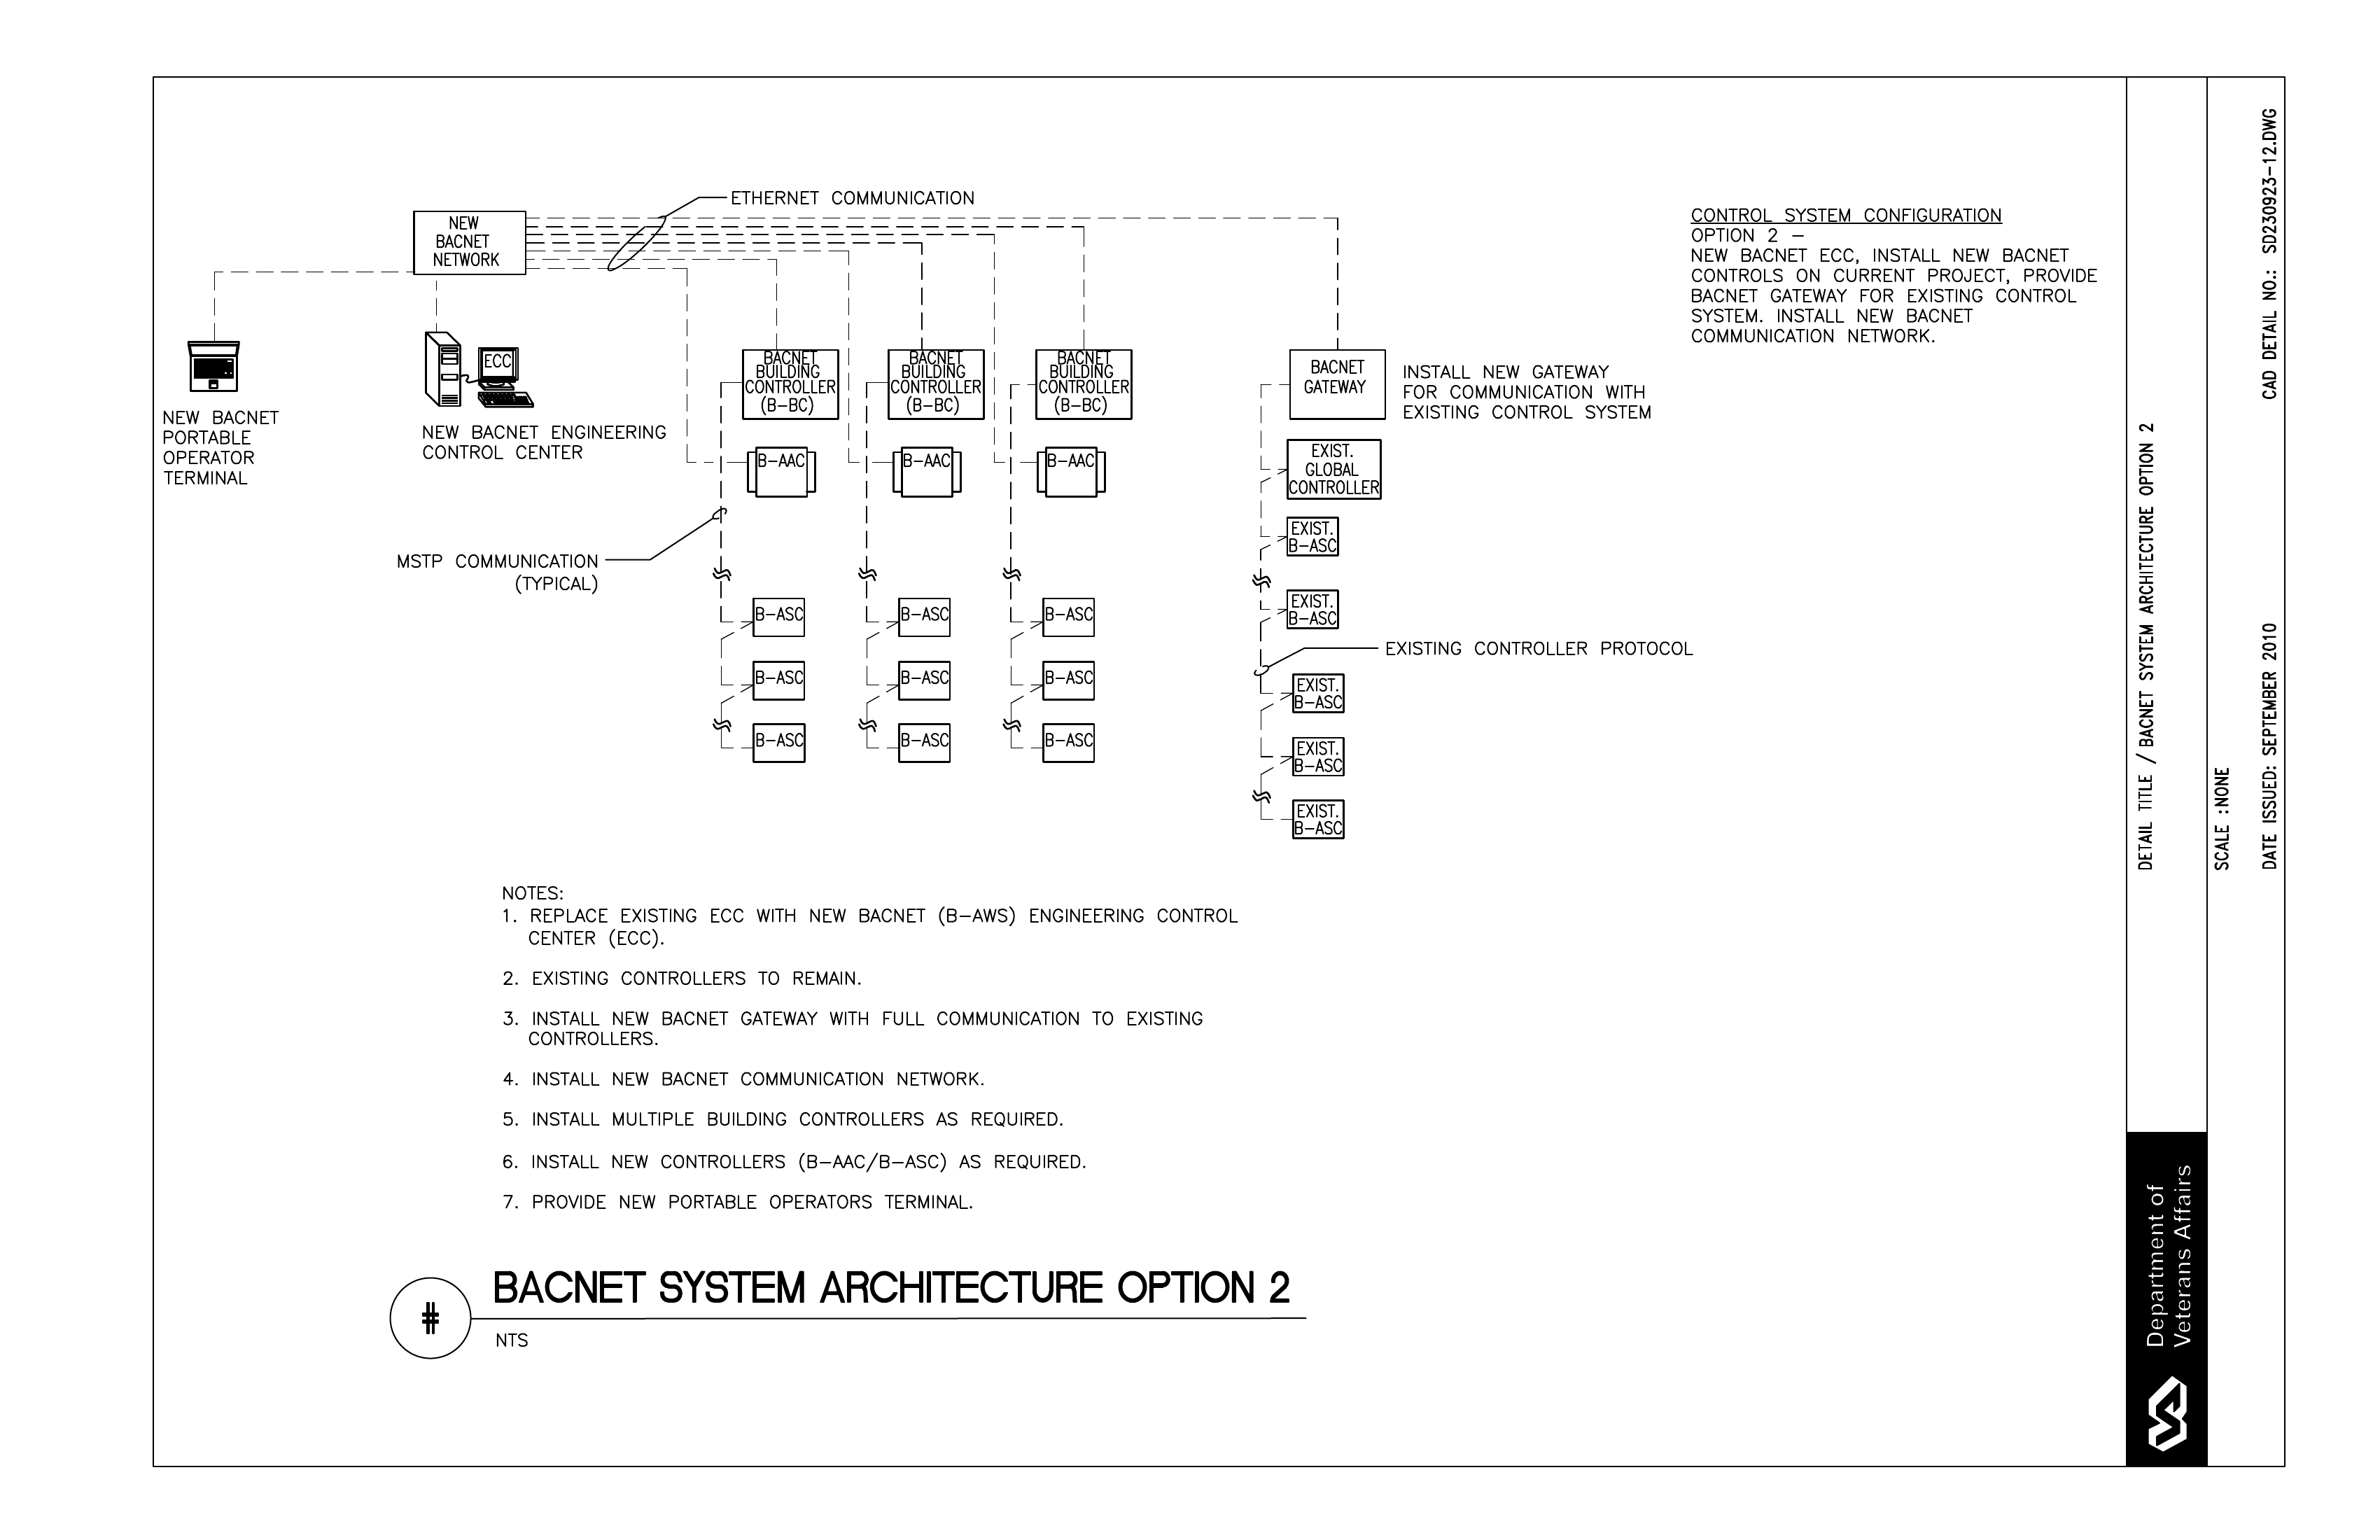 ETHERNET COMMUNICATION
NEW
BACNET
NETWORK
CONTROL SYSTEM CONFIGURATION
OPTION 2 –
NEW BACNET ECC, INSTALL NEW BACNET
CONTROLS ON CURRENT PROJECT, PROVIDE
BACNET GATEWAY FOR EXISTING CONTROL
SYSTEM. INSTALL NEW BACNET
COMMUNICATION NETWORK.
ECC
NEW BACNET
PORTABLE
OPERATOR
TERMINAL
NEW BACNET ENGINEERING
CONTROL CENTER
BACNET
BUILDING
CONTROLLER
(B-BC)
BACNET
BUILDING
CONTROLLER
(B-BC)
BACNET
BUILDING
CONTROLLER
(B-BC)
BACNET
GATEWAY
INSTALL NEW GATEWAY
FOR COMMUNICATION WITH
EXISTING CONTROL SYSTEM
B-AAC
B-AAC
B-AAC
EXIST.
GLOBAL
CONTROLLER
MSTP COMMUNICATION
(TYPICAL)
EXIST.
B-ASC
EXIST.
B-ASC
B-ASC
B-ASC
B-ASC
EXISTING CONTROLLER PROTOCOL
B-ASC
B-ASC
B-ASC
EXIST.
B-ASC
B-ASC
B-ASC
B-ASC
EXIST.
B-ASC
EXIST.
B-ASC
NOTES:
1. REPLACE EXISTING ECC WITH NEW BACNET (B-AWS) ENGINEERING CONTROL
CENTER (ECC).
2. EXISTING CONTROLLERS TO REMAIN.
3. INSTALL NEW BACNET GATEWAY WITH FULL COMMUNICATION TO EXISTING
CONTROLLERS.
4. INSTALL NEW BACNET COMMUNICATION NETWORK.
5. INSTALL MULTIPLE BUILDING CONTROLLERS AS REQUIRED.
6. INSTALL NEW CONTROLLERS (B-AAC/B-ASC) AS REQUIRED.
7. PROVIDE NEW PORTABLE OPERATORS TERMINAL.
#
BACNET SYSTEM ARCHITECTURE OPTION 2
NTS
Department of
Veterans Affairs
DETAIL TITLE / BACNET SYSTEM ARCHITECTURE OPTION 2
SCALE :NONE
DATE ISSUED: SEPTEMBER 2010
CAD DETAIL NO.: SD230923-12.DWG